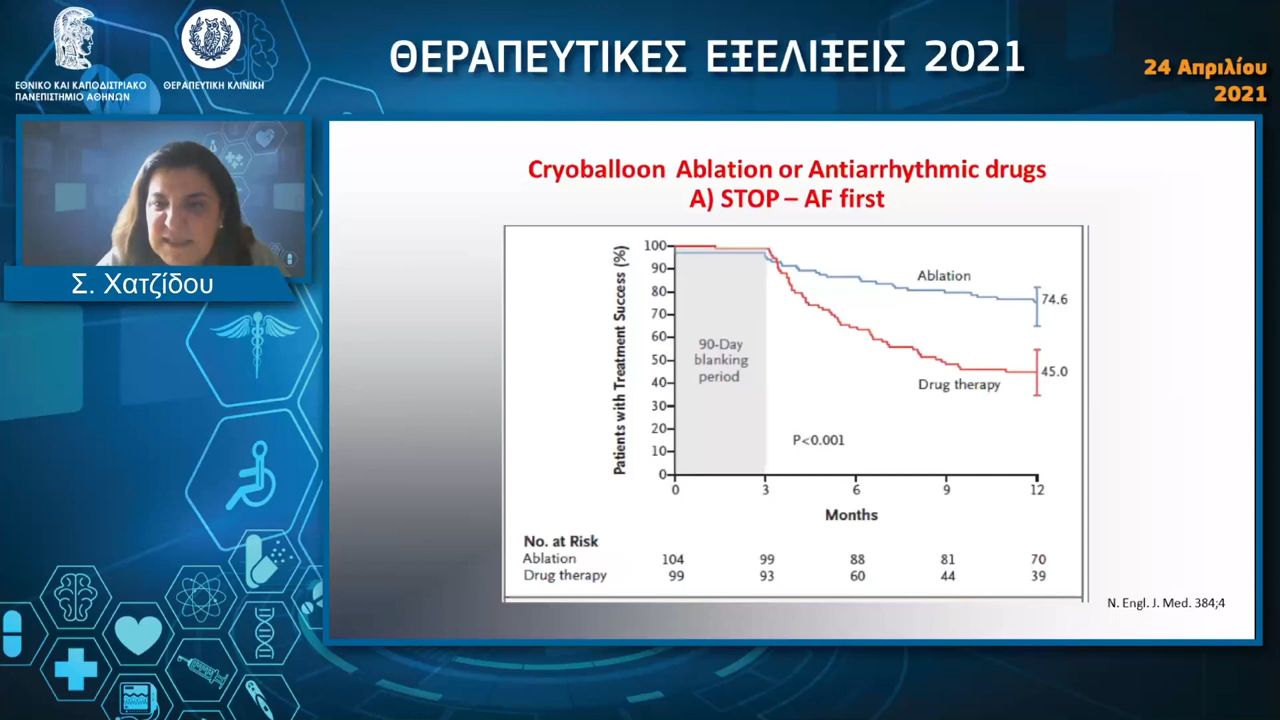 ΕΘΝΙΚΟ ΚΑΙ ΚΑΠΟΔΙΣΤΡΙΑΚΟ
ΠΑΝΕΠΙΣΤΗΜΙΟ ΑΘΗΝΩΝ
ΘΕΡΑΠΕΥΤΙΚΗ ΚΛΙΝΙΚΗ
ΘΕΡΑΠΕΥΤΙΚΕΣ ΕΞΕΛΙΞΕΙΣ 2021
24 Απριλίου
2021
Σ. Χατζίδου
Cryoballoon Ablation or Antiarrhythmic drugs
A) STOP – AF first
Patients with Treatment Success (%)
100
90
80
70
60
50
40
30
20
10
0
90-Day
blanking
period
Ablation
74.6
45.0
Drug therapy
P<0.001
0 3 6 9 12
Months
No. at Risk
Ablation 104 99 88 81 70
Drug therapy 99 93 60 44 39
N. Engl. J. Med. 384;4